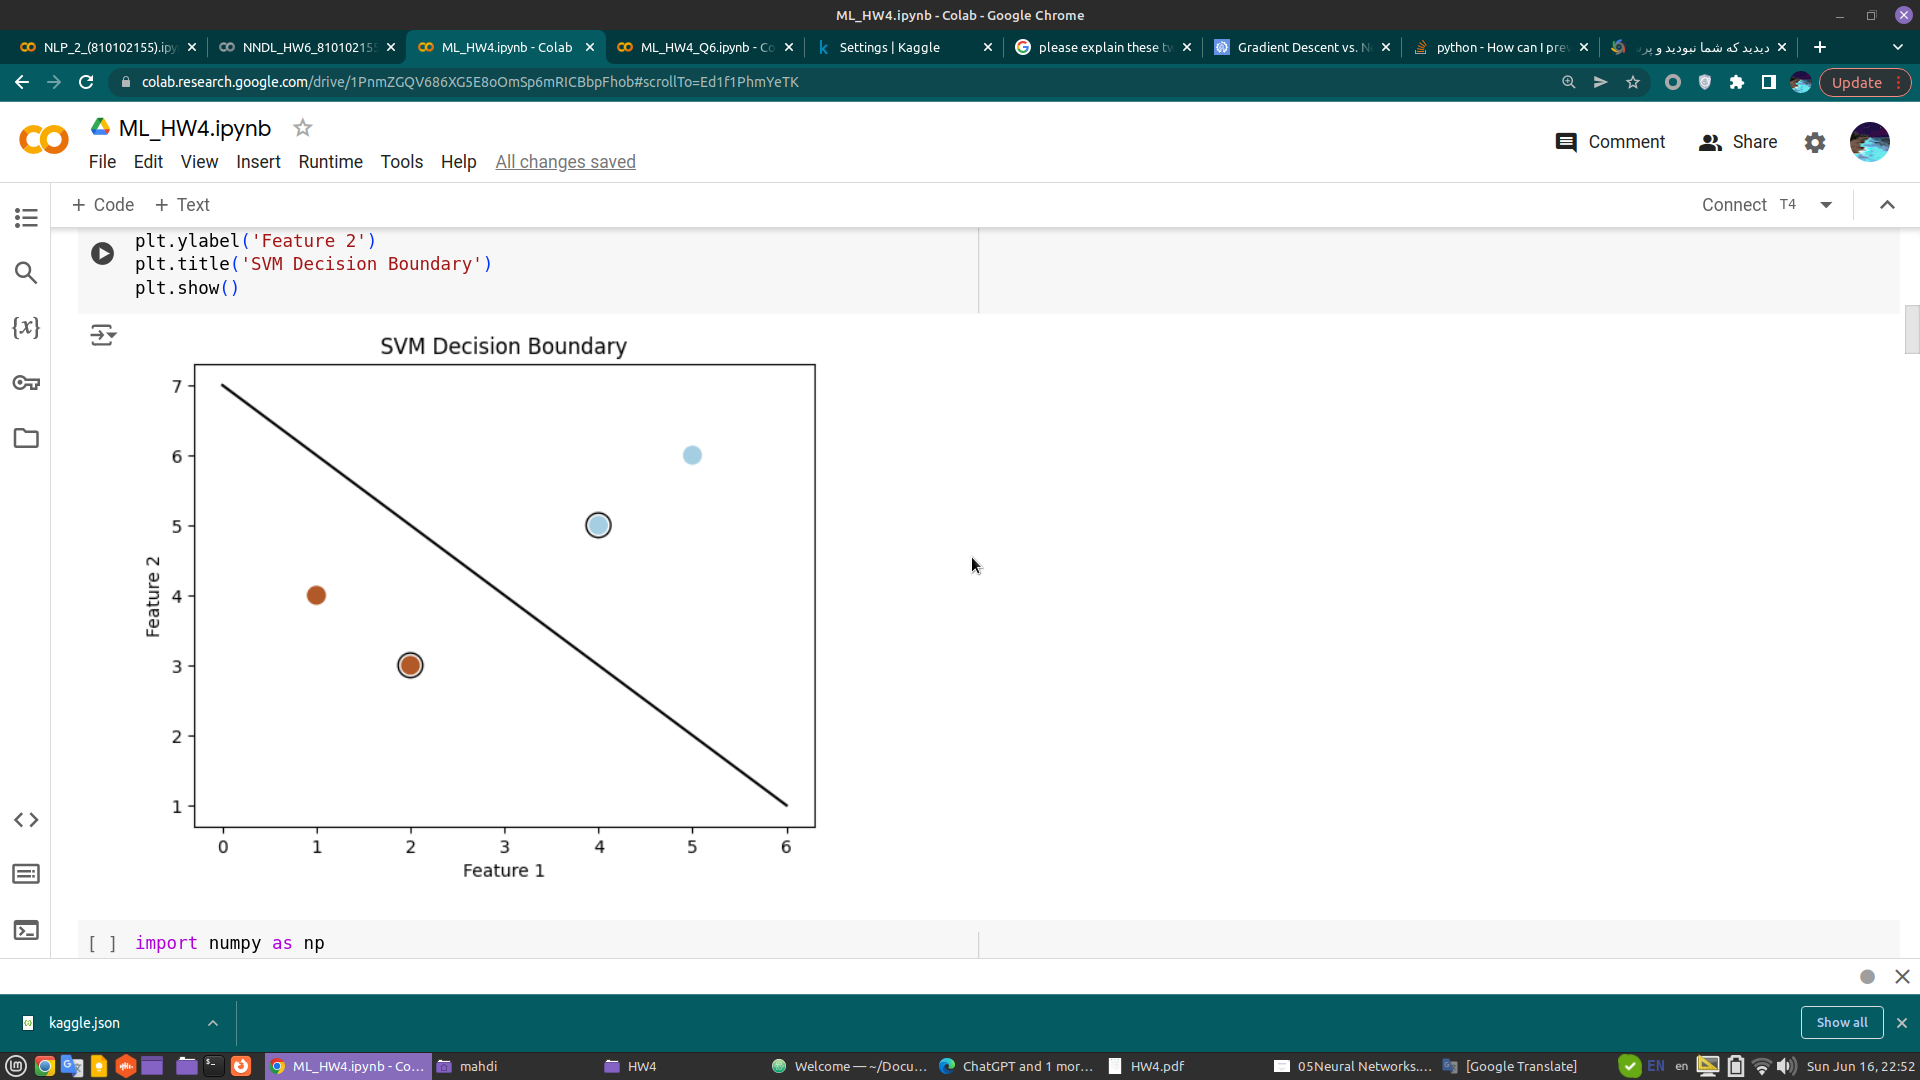 ML_HW4.ipynb - Colab - Google Chrome
NLP_2_(810102155).ipy
NNDL_HW6_810102155
ML_HW4.ipynb - Colab
ML_HW4_Q6.ipynb - Co
Settings | Kaggle
please explain these tw
Gradient Descent vs. N
python - How can I prev
دیدید که شما نبودید و پرس
colab.research.google.com/drive/1PnmZGQV686XG5E8oOmSp6mRICBbpFhob#scrollTo=Ed1f1PhmYeTK
Update
ML_HW4.ipynb
File Edit View Insert Runtime Tools Help All changes saved
Comment
Share
+ Code + Text
Connect T4
plt.ylabel('Feature 2')
plt.title('SVM Decision Boundary')
plt.show()
{x}
SVM Decision Boundary
7
6
5
4
3
2
1
Feature 2
0 1 2 3 4 5 6
Feature 1
[ ] import numpy as np
kaggle.json
Show all
ML_HW4.ipynb - Co...
mahdi
HW4
Welcome — ~/Docu...
ChatGPT and 1 mor...
HW4.pdf
05Neural Networks....
[Google Translate]
EN
en
Sun Jun 16, 22:52